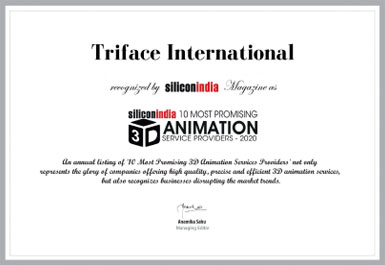 Triface International
recognized by siliconindia Magazine as
siliconindia 10 MOST PROMISING
3D ANIMATION
SERVICE PROVIDERS - 2020
An annual listing of '10 Most Promising 3D Animation Services Providers' not only
represents the glory of companies offering high quality, precise and efficient 3D animation services,
but also recognizes businesses disrupting the market trends.
Anamika Sahu
Managing Editor